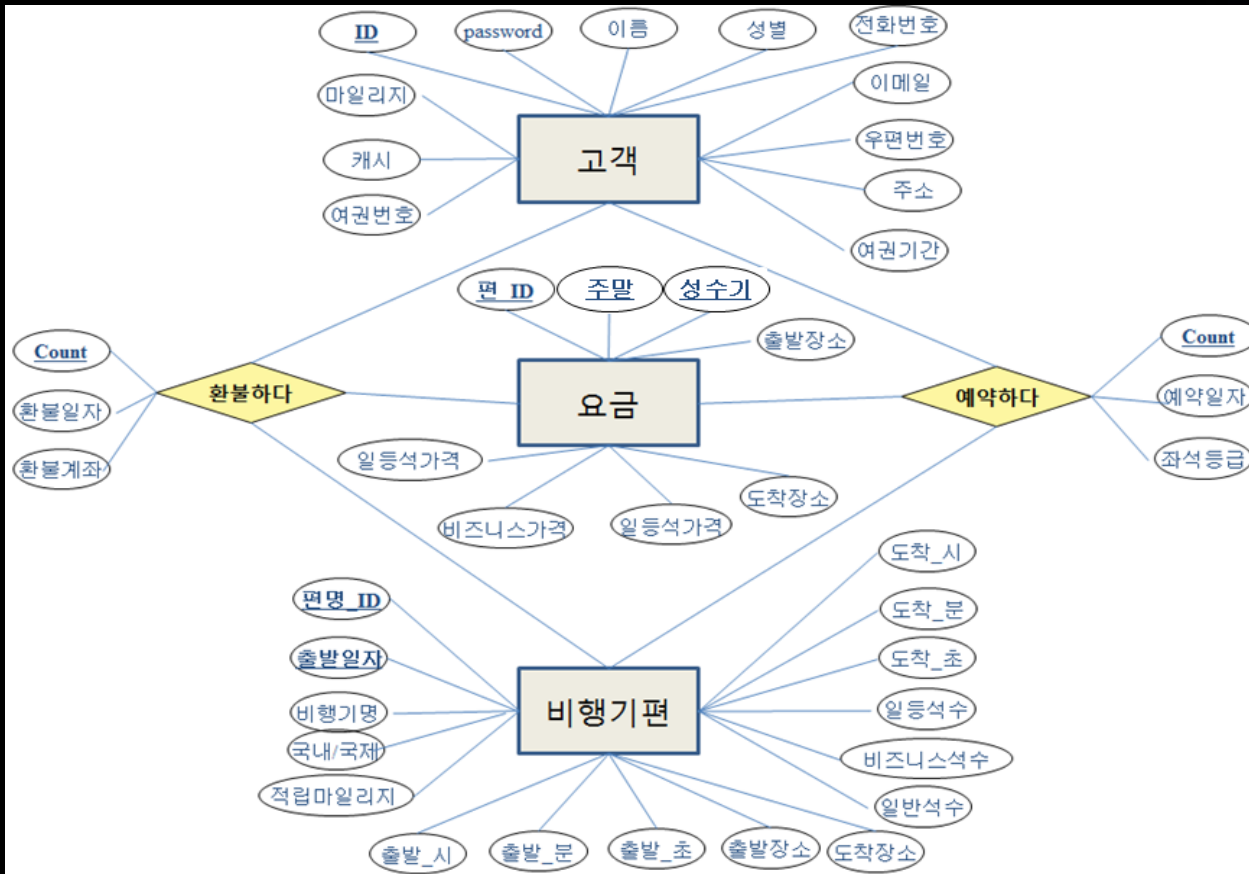 ID
password
이름
성별
전화번호
마일리지
이메일
캐시
고객
우편번호
여권번호
주소
여권기간
편_ID
주말
성수기
출발장소
Count
환불일자
환불계좌
환불하다
요금
예약하다
Count
예약일자
좌석등급
일등석가격
비즈니스가격
일등석가격
도착장소
편명_ID
출발일자
비행기명
국내/국제
적립마일리지
비행기편
도착_시
도착_분
도착_초
일등석수
비즈니스석수
일반석수
출발_시
출발_분
출발_초
출발장소
도착장소